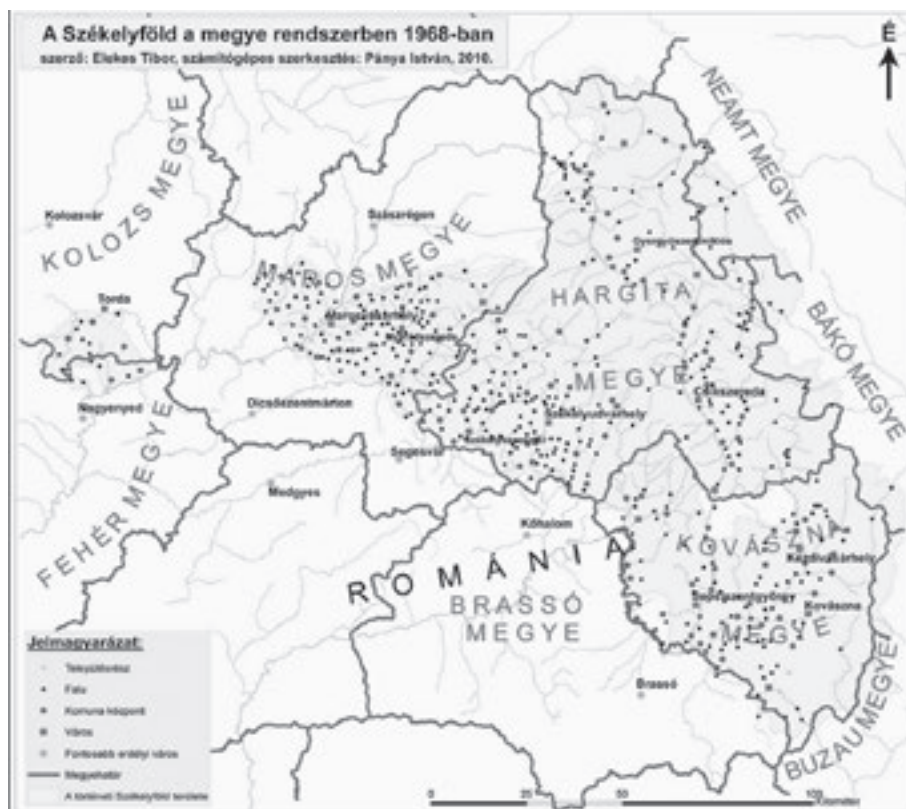 A Székelyföld a megye rendszerben 1968-ban
szerző: Elekes Tibor, számítógépes szerkesztés: Pánya István, 2010.
É
NEAMT MEGYE
KOLOZS MEGYE
Kolozsvár
Szászrégen
MAROS MEGYE
HARGITA
MEGYE
Torda
Marosvásárhely
BÁKÓ MEGYE
Csíkszereda
Nagyenyed
Dicsőszentmárton
Székelyudvarhely
Segesvár
FEHÉR MEGYE
Medgyes
Kőhalom
KOVÁSZNA
MEGYE
Kézdivásárhely
ROMÁNIA
Sepsiszentgyörgy
Kovászna
BRASSÓ
MEGYE
Brassó
BUZAU MEGYE
Jelmagyarázat:
Településrész
Falu
Komuna központ
Város
Fontosabb erdélyi város
Megyehatár
A történeti Székelyföld területe
0 25 50 100